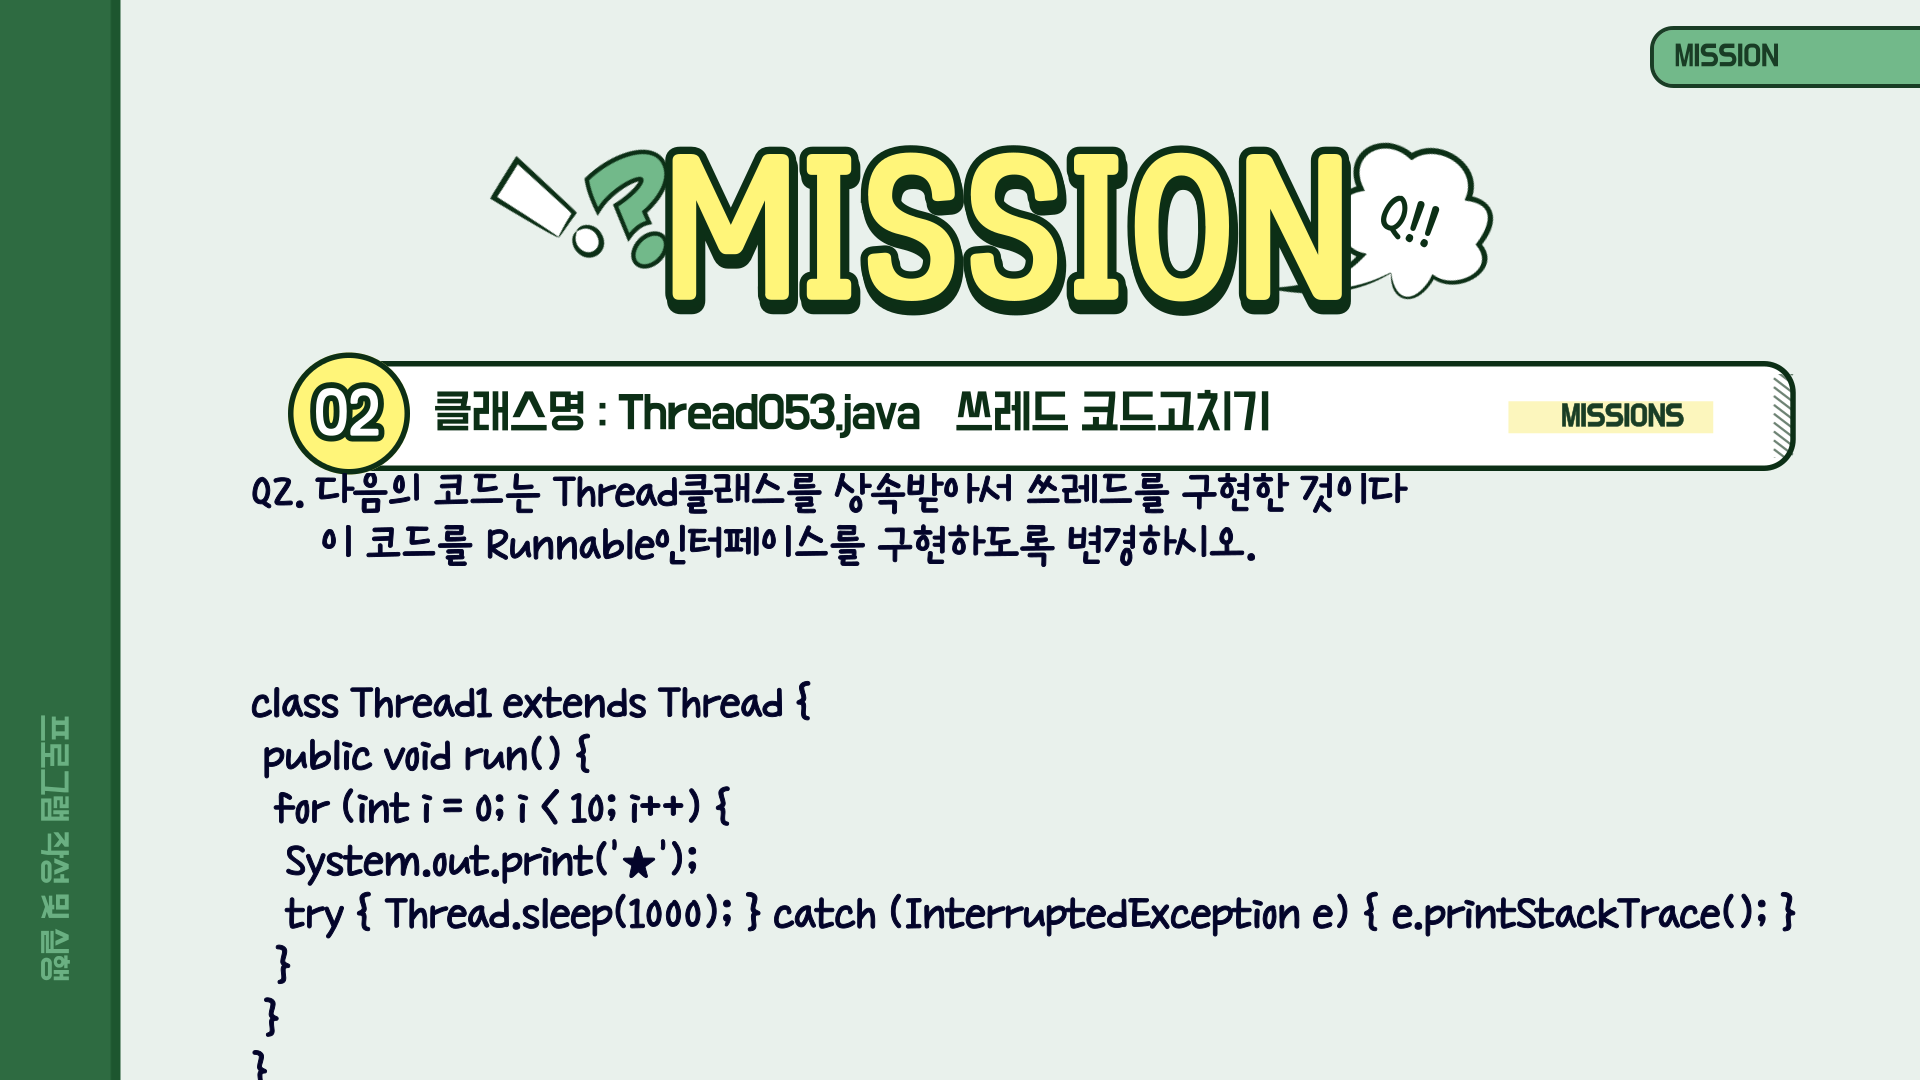 MISSION
MISSION
Q!!
02
클래스명 : Thread053.java 쓰레드 코드고치기
MISSIONS
Q2. 다음의 코드는 Thread클래스를 상속받아서 쓰레드를 구현한 것이다
이 코드를 Runnable인터페이스를 구현하도록 변경하시오.
class Thread1 extends Thread {
public void run() {
for (int i = 0; i < 10; i++) {
System.out.print('★');
try { Thread.sleep(1000); } catch (InterruptedException e) { e.printStackTrace(); }
}
}
}
프로그램 작성 및 실행